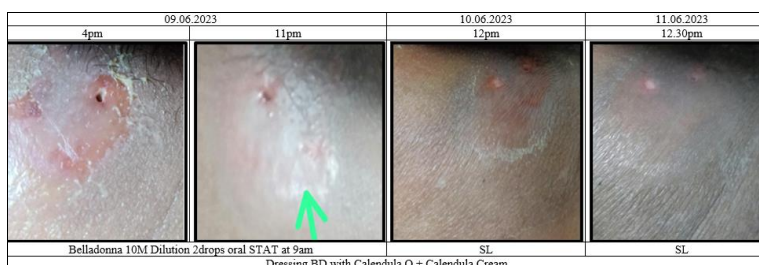 09.06.2023 10.06.2023 11.06.2023
4pm 11pm 12pm 12.30pm
Belladonna 10M Dilution 2drops oral STAT at 9am SL SL
Dressing BD with Calendula Q + Calendula Cream